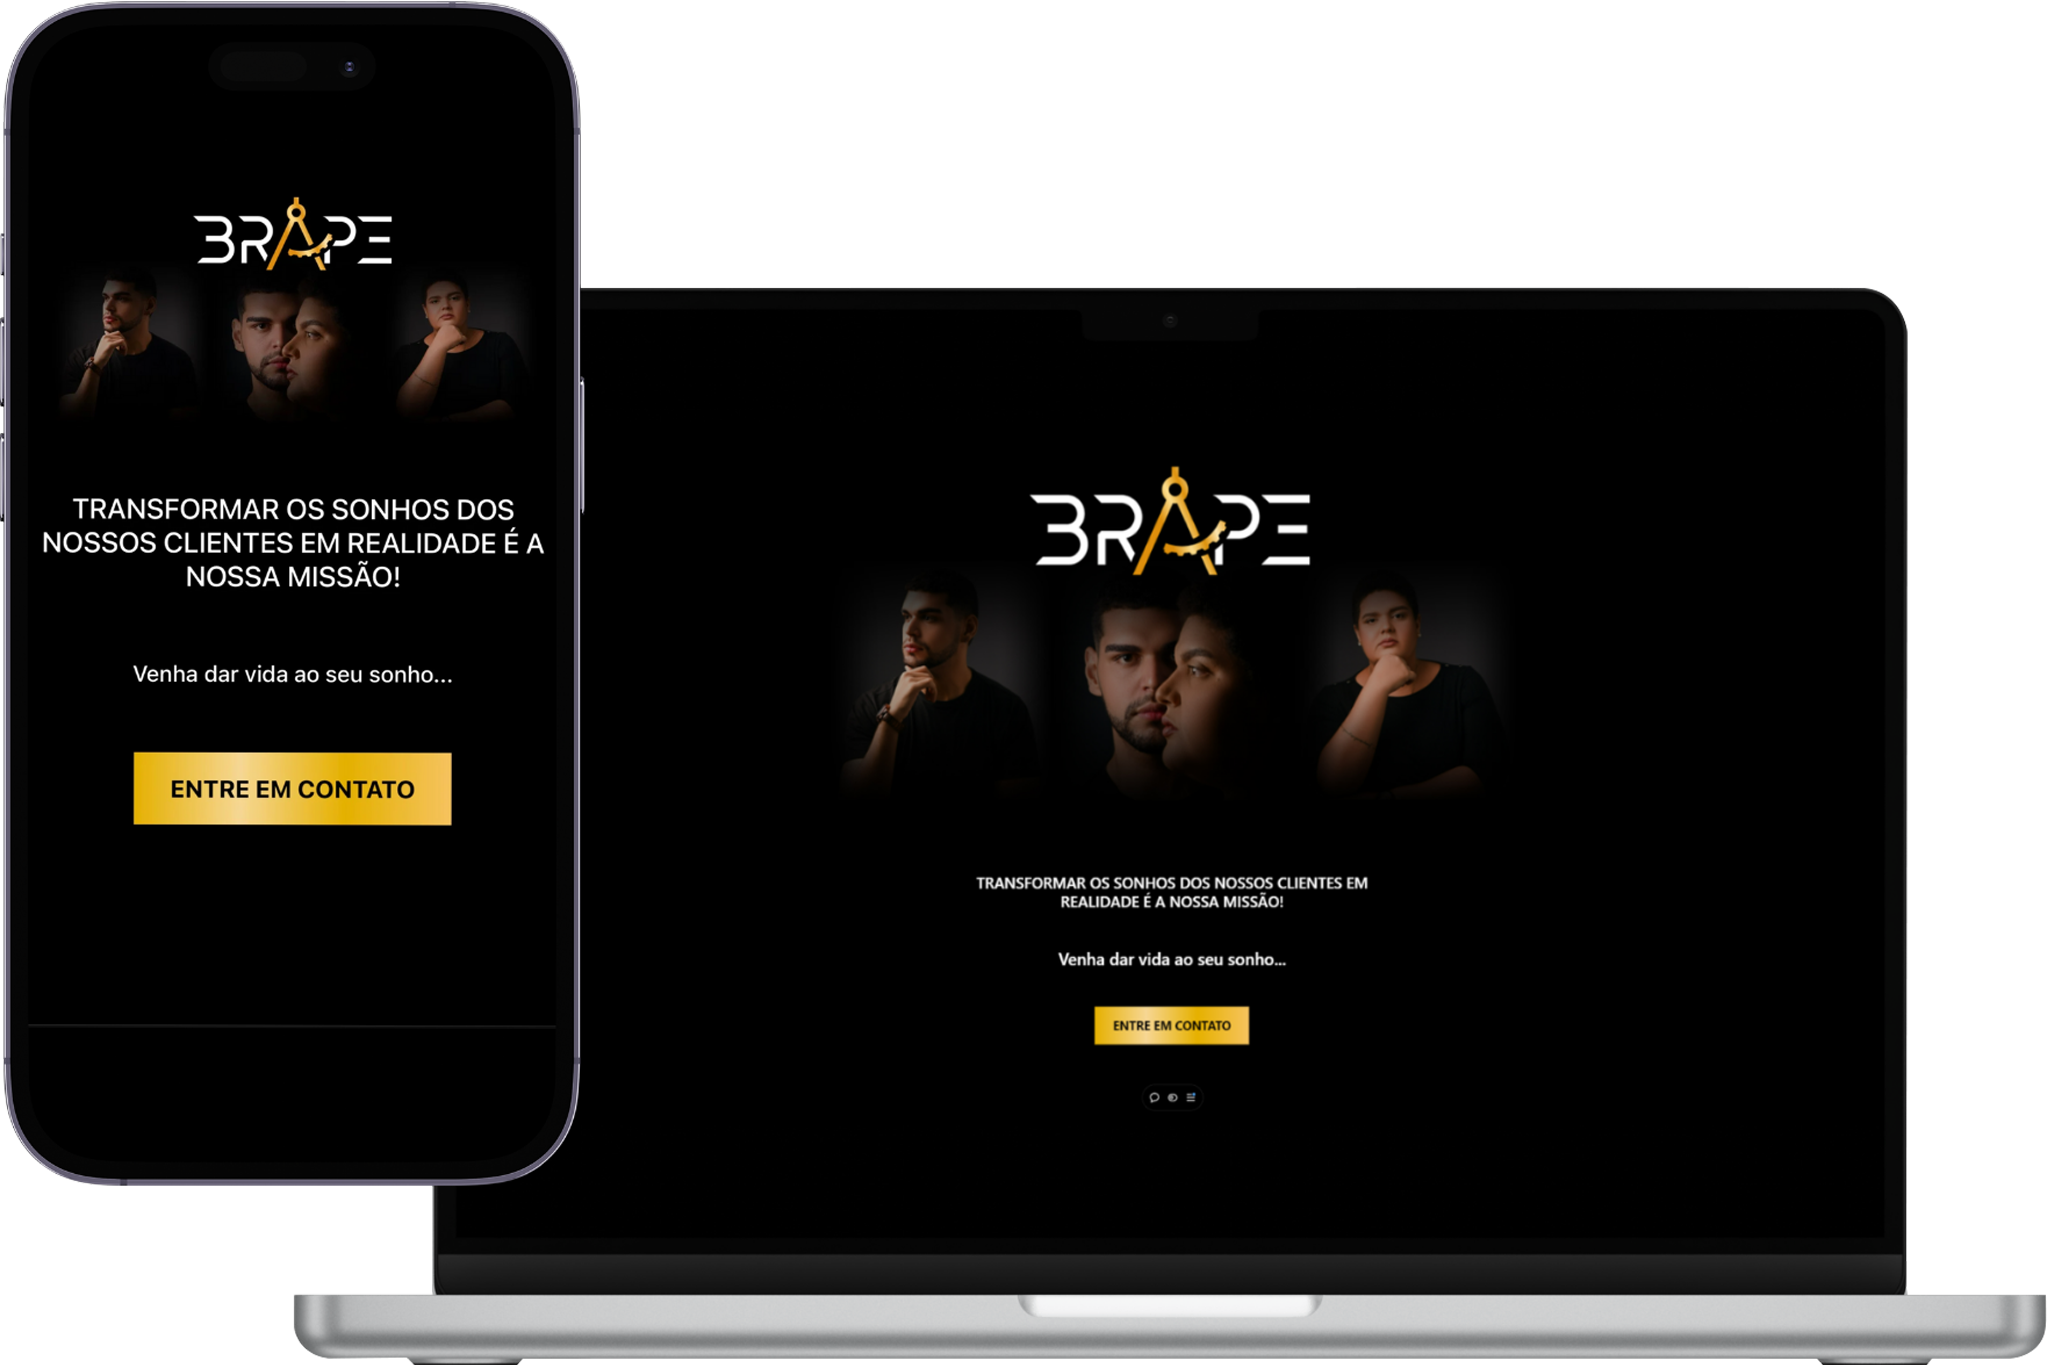 BRAPE
TRANSFORMAR OS SONHOS DOS
NOSSOS CLIENTES EM REALIDADE É A
NOSSA MISSÃO!
Venha dar vida ao seu sonho...
ENTRE EM CONTATO
BRAPE
TRANSFORMAR OS SONHOS DOS NOSSOS CLIENTES EM
REALIDADE É A NOSSA MISSÃO!
Venha dar vida ao seu sonho...
ENTRE EM CONTATO